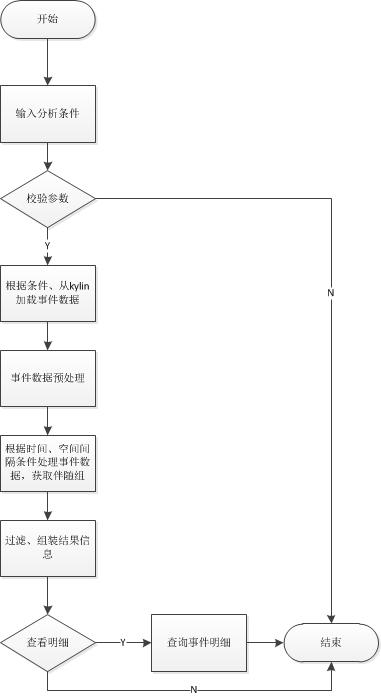 开始
输入分析条件
校验参数
Y
N
根据条件、从kylin
加载事件数据
事件数据预处理
根据时间、空间间
隔条件处理事件数
据，获取伴随组
过滤、组装结果信
息
查看明细
Y
查询事件明细
结束
N